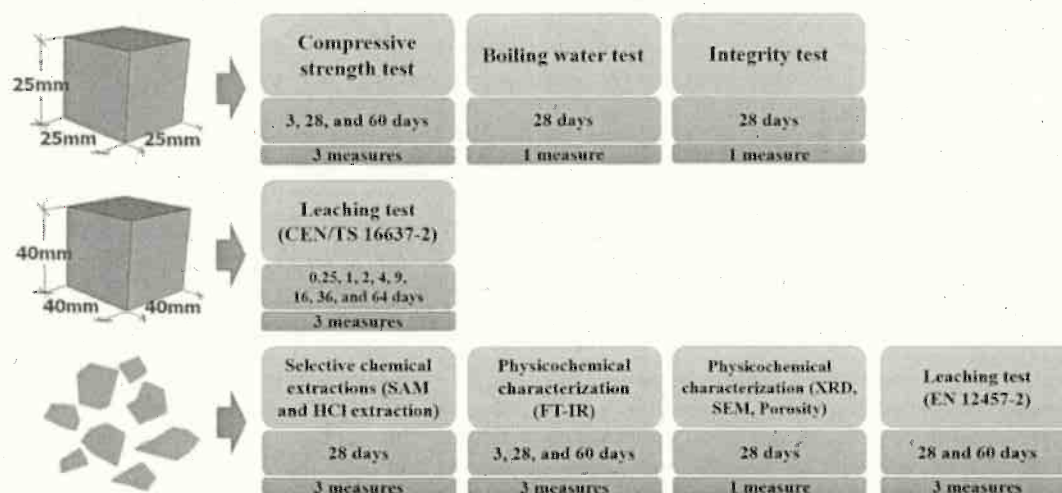 25mm
25mm
25mm
Compressive
strength test
3, 28, and 60 days
3 measures
Boiling water test
28 days
1 measure
Integrity test
28 days
1 measure
40mm
40mm
40mm
Leaching test
(CEN/TS 16637-2)
0.25, 1, 2, 4, 9,
16, 36, and 64 days
3 measures
Selective chemical
extractions (SAM
and HCl extraction)
28 days
3 measures
Physicochemical
characterization
(FT-IR)
3, 28, and 60 days
3 measures
Physicochemical
characterization (XRD,
SEM, Porosity)
28 days
1 measure
Leaching test
(EN 12457-2)
28 and 60 days
3 measures